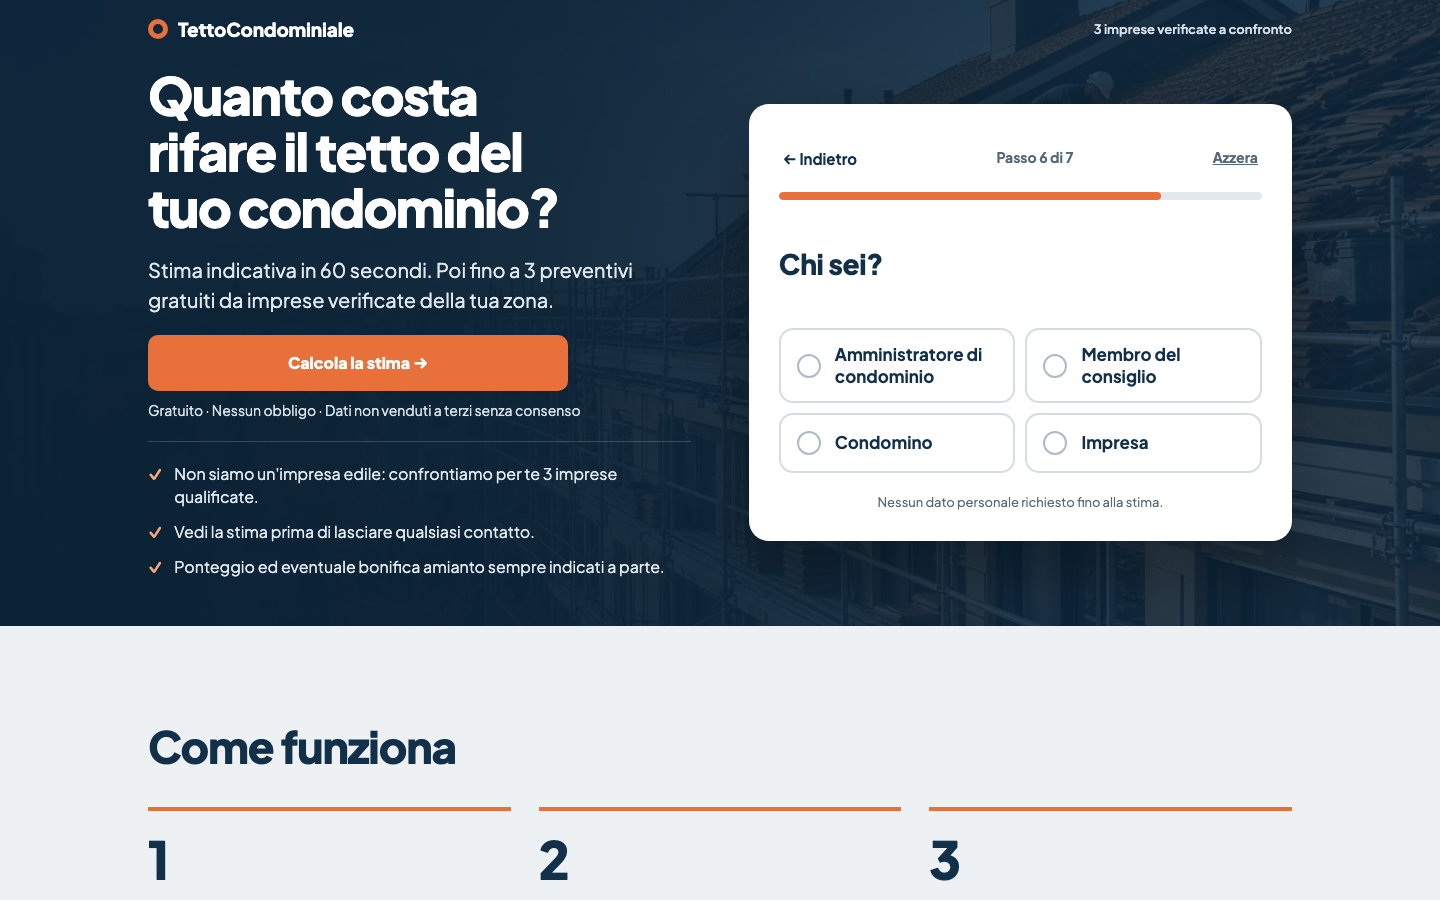 TettoCondominiale
3 imprese verificate a confronto
Quanto costa
rifare il tetto del
tuo condominio?
Stima indicativa in 60 secondi. Poi fino a 3 preventivi
gratuiti da imprese verificate della tua zona.
Calcola la stima →
Gratuito · Nessun obbligo · Dati non venduti a terzi senza consenso
Non siamo un'impresa edile: confrontiamo per te 3 imprese
qualificate.
Vedi la stima prima di lasciare qualsiasi contatto.
Ponteggio ed eventuale bonifica amianto sempre indicati a parte.
← Indietro
Passo 6 di 7
Azzera
Chi sei?
Amministratore di
condominio
Membro del
consiglio
Condomino
Impresa
Nessun dato personale richiesto fino alla stima.
Come funziona
1
2
3